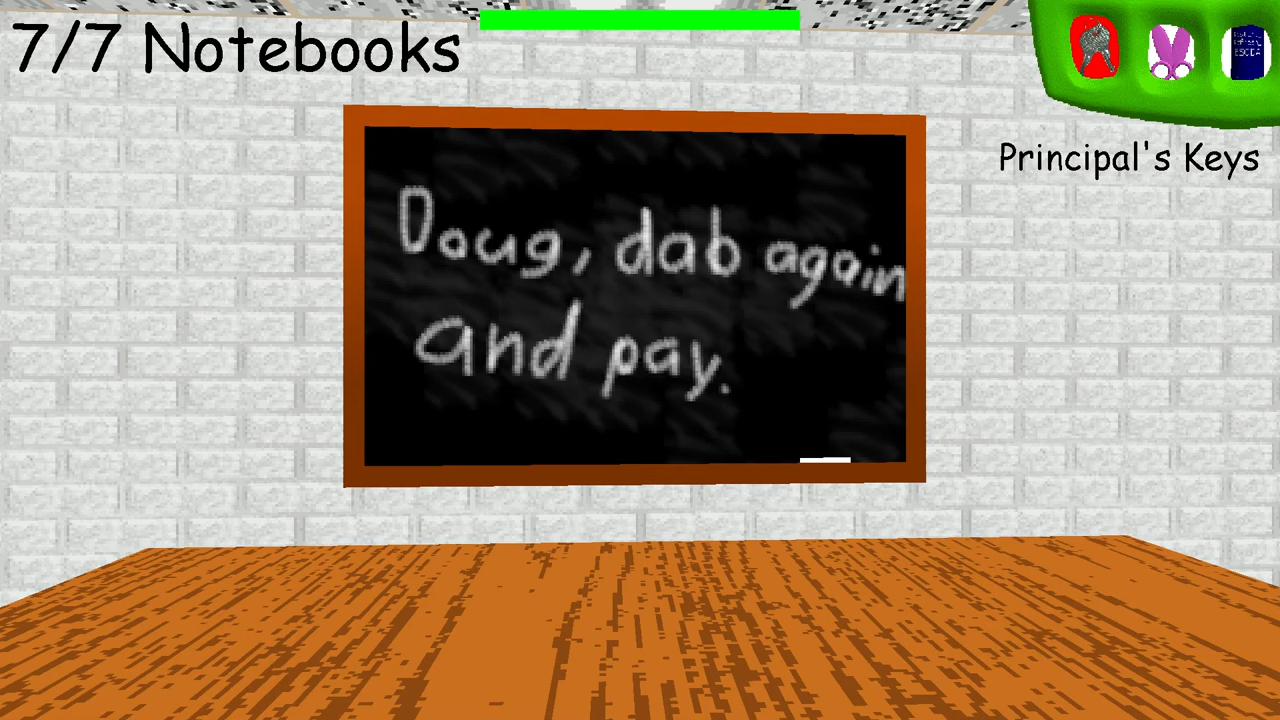 7/7 Notebooks
Principal's Keys
Doug, dab again
and pay.